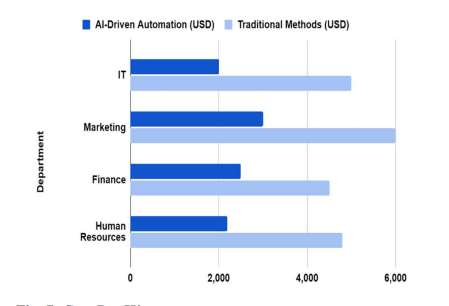 AI-Driven Automation (USD) Traditional Methods (USD)
IT
Marketing
Finance
Human
Resources
Department
0 2,000 4,000 6,000